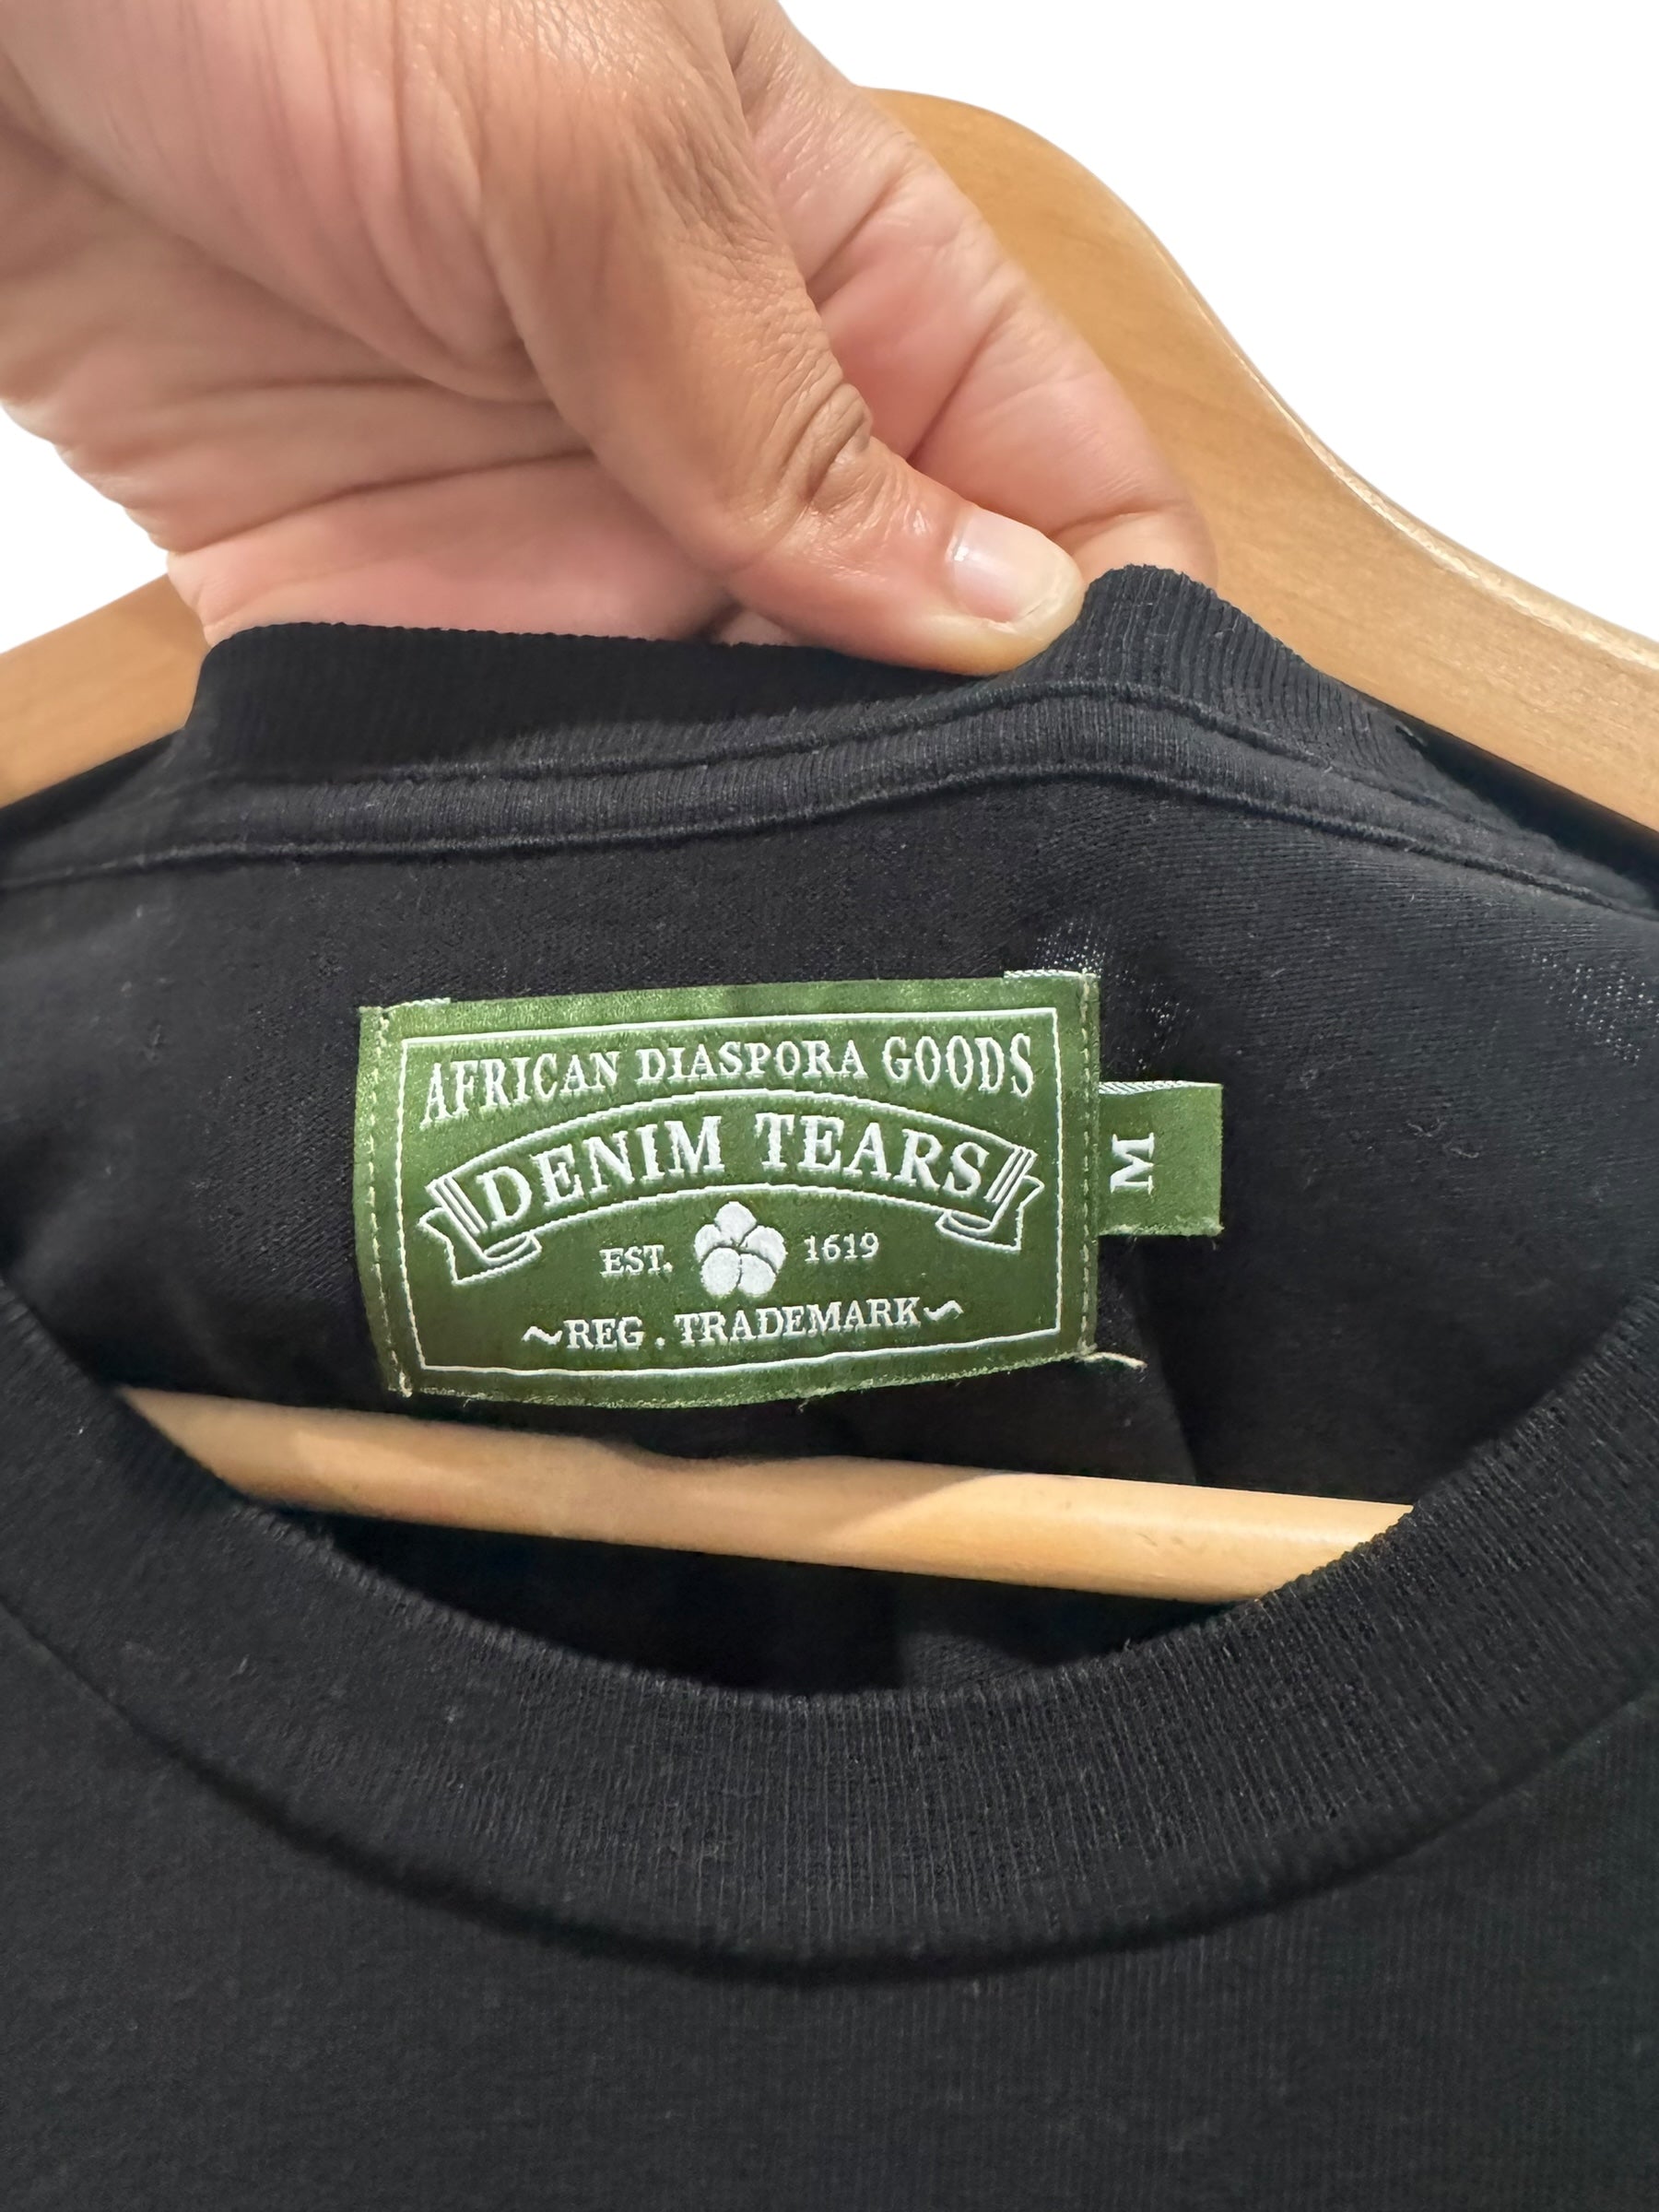 AFRICAN DIASPORA GOODS
DENIM TEARS
EST. 1619
~REG. TRADEMARK~
M